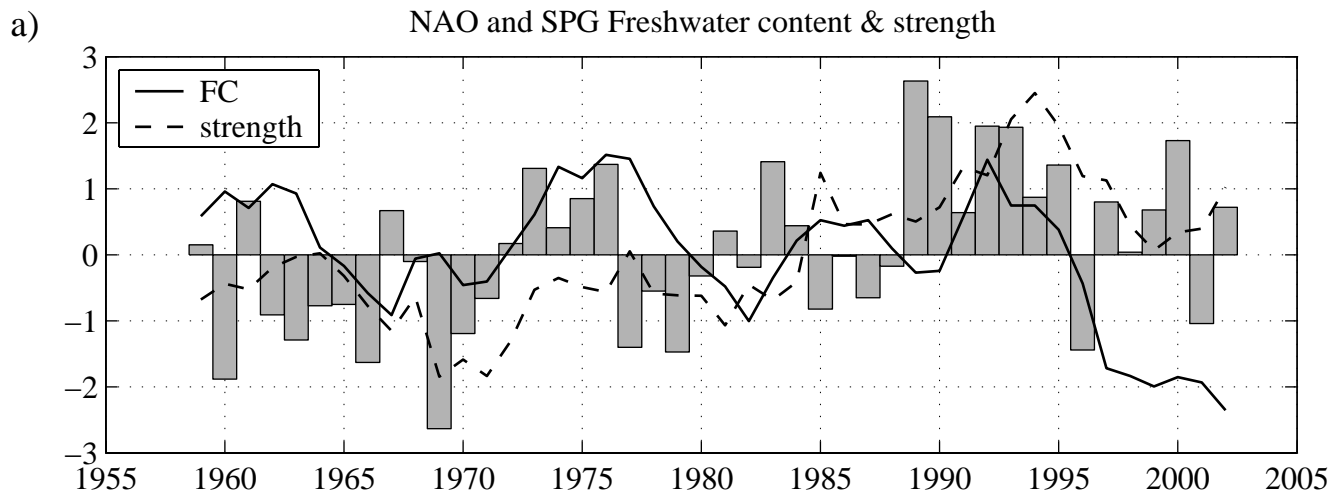 a)
NAO and SPG Freshwater content & strength
3
2
1
0
−1
−2
−3
FC
strength
1955 1960 1965 1970 1975 1980 1985 1990 1995 2000 2005